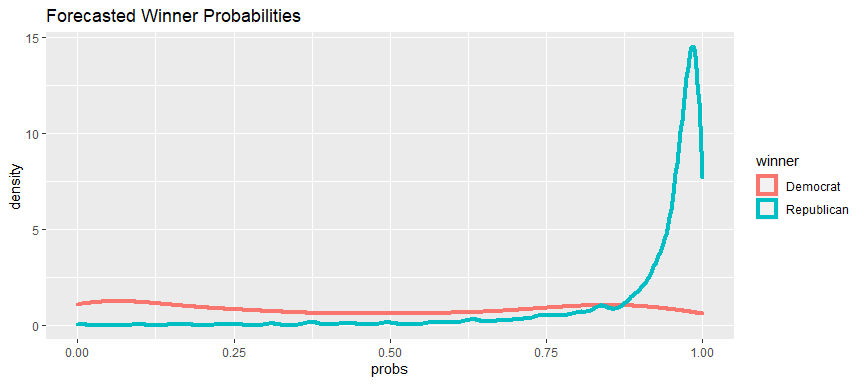 Forecasted Winner Probabilities
15
10
5
0
density
0.00 0.25 0.50 0.75 1.00
probs
winner
Democrat
Republican